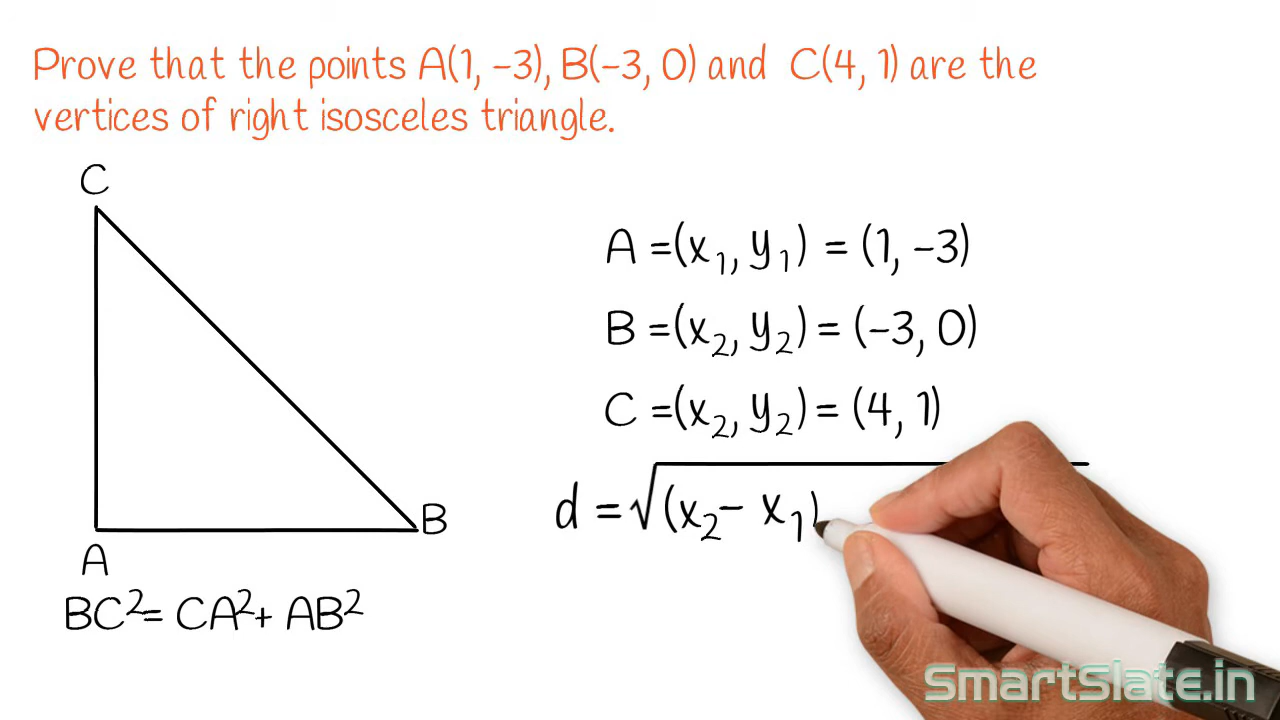 Prove that the points A(1, -3), B(-3, 0) and C(4, 1) are the
vertices of right isosceles triangle.
C
A =(x₁, y₁) = (1, -3)
B =(x₂, y₂) = (-3, 0)
C =(x₂, y₂) = (4, 1)
d = √(x₂- x₁)
B
A
BC²= CA²+ AB²
SmartSlate.in